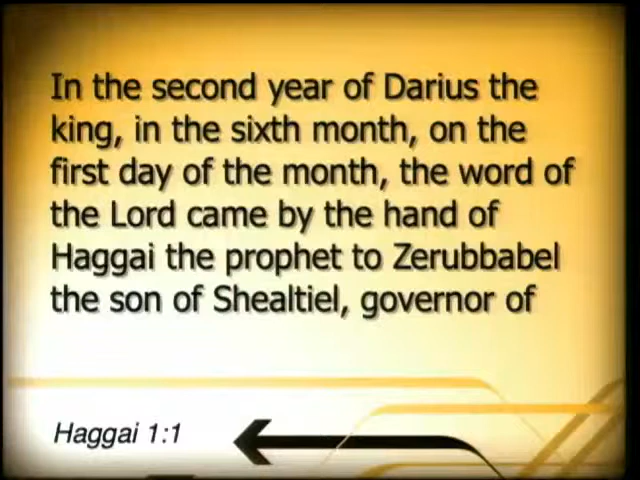 In the second year of Darius the
king, in the sixth month, on the
first day of the month, the word of
the Lord came by the hand of
Haggai the prophet to Zerubbabel
the son of Shealtiel, governor of
Haggai 1:1